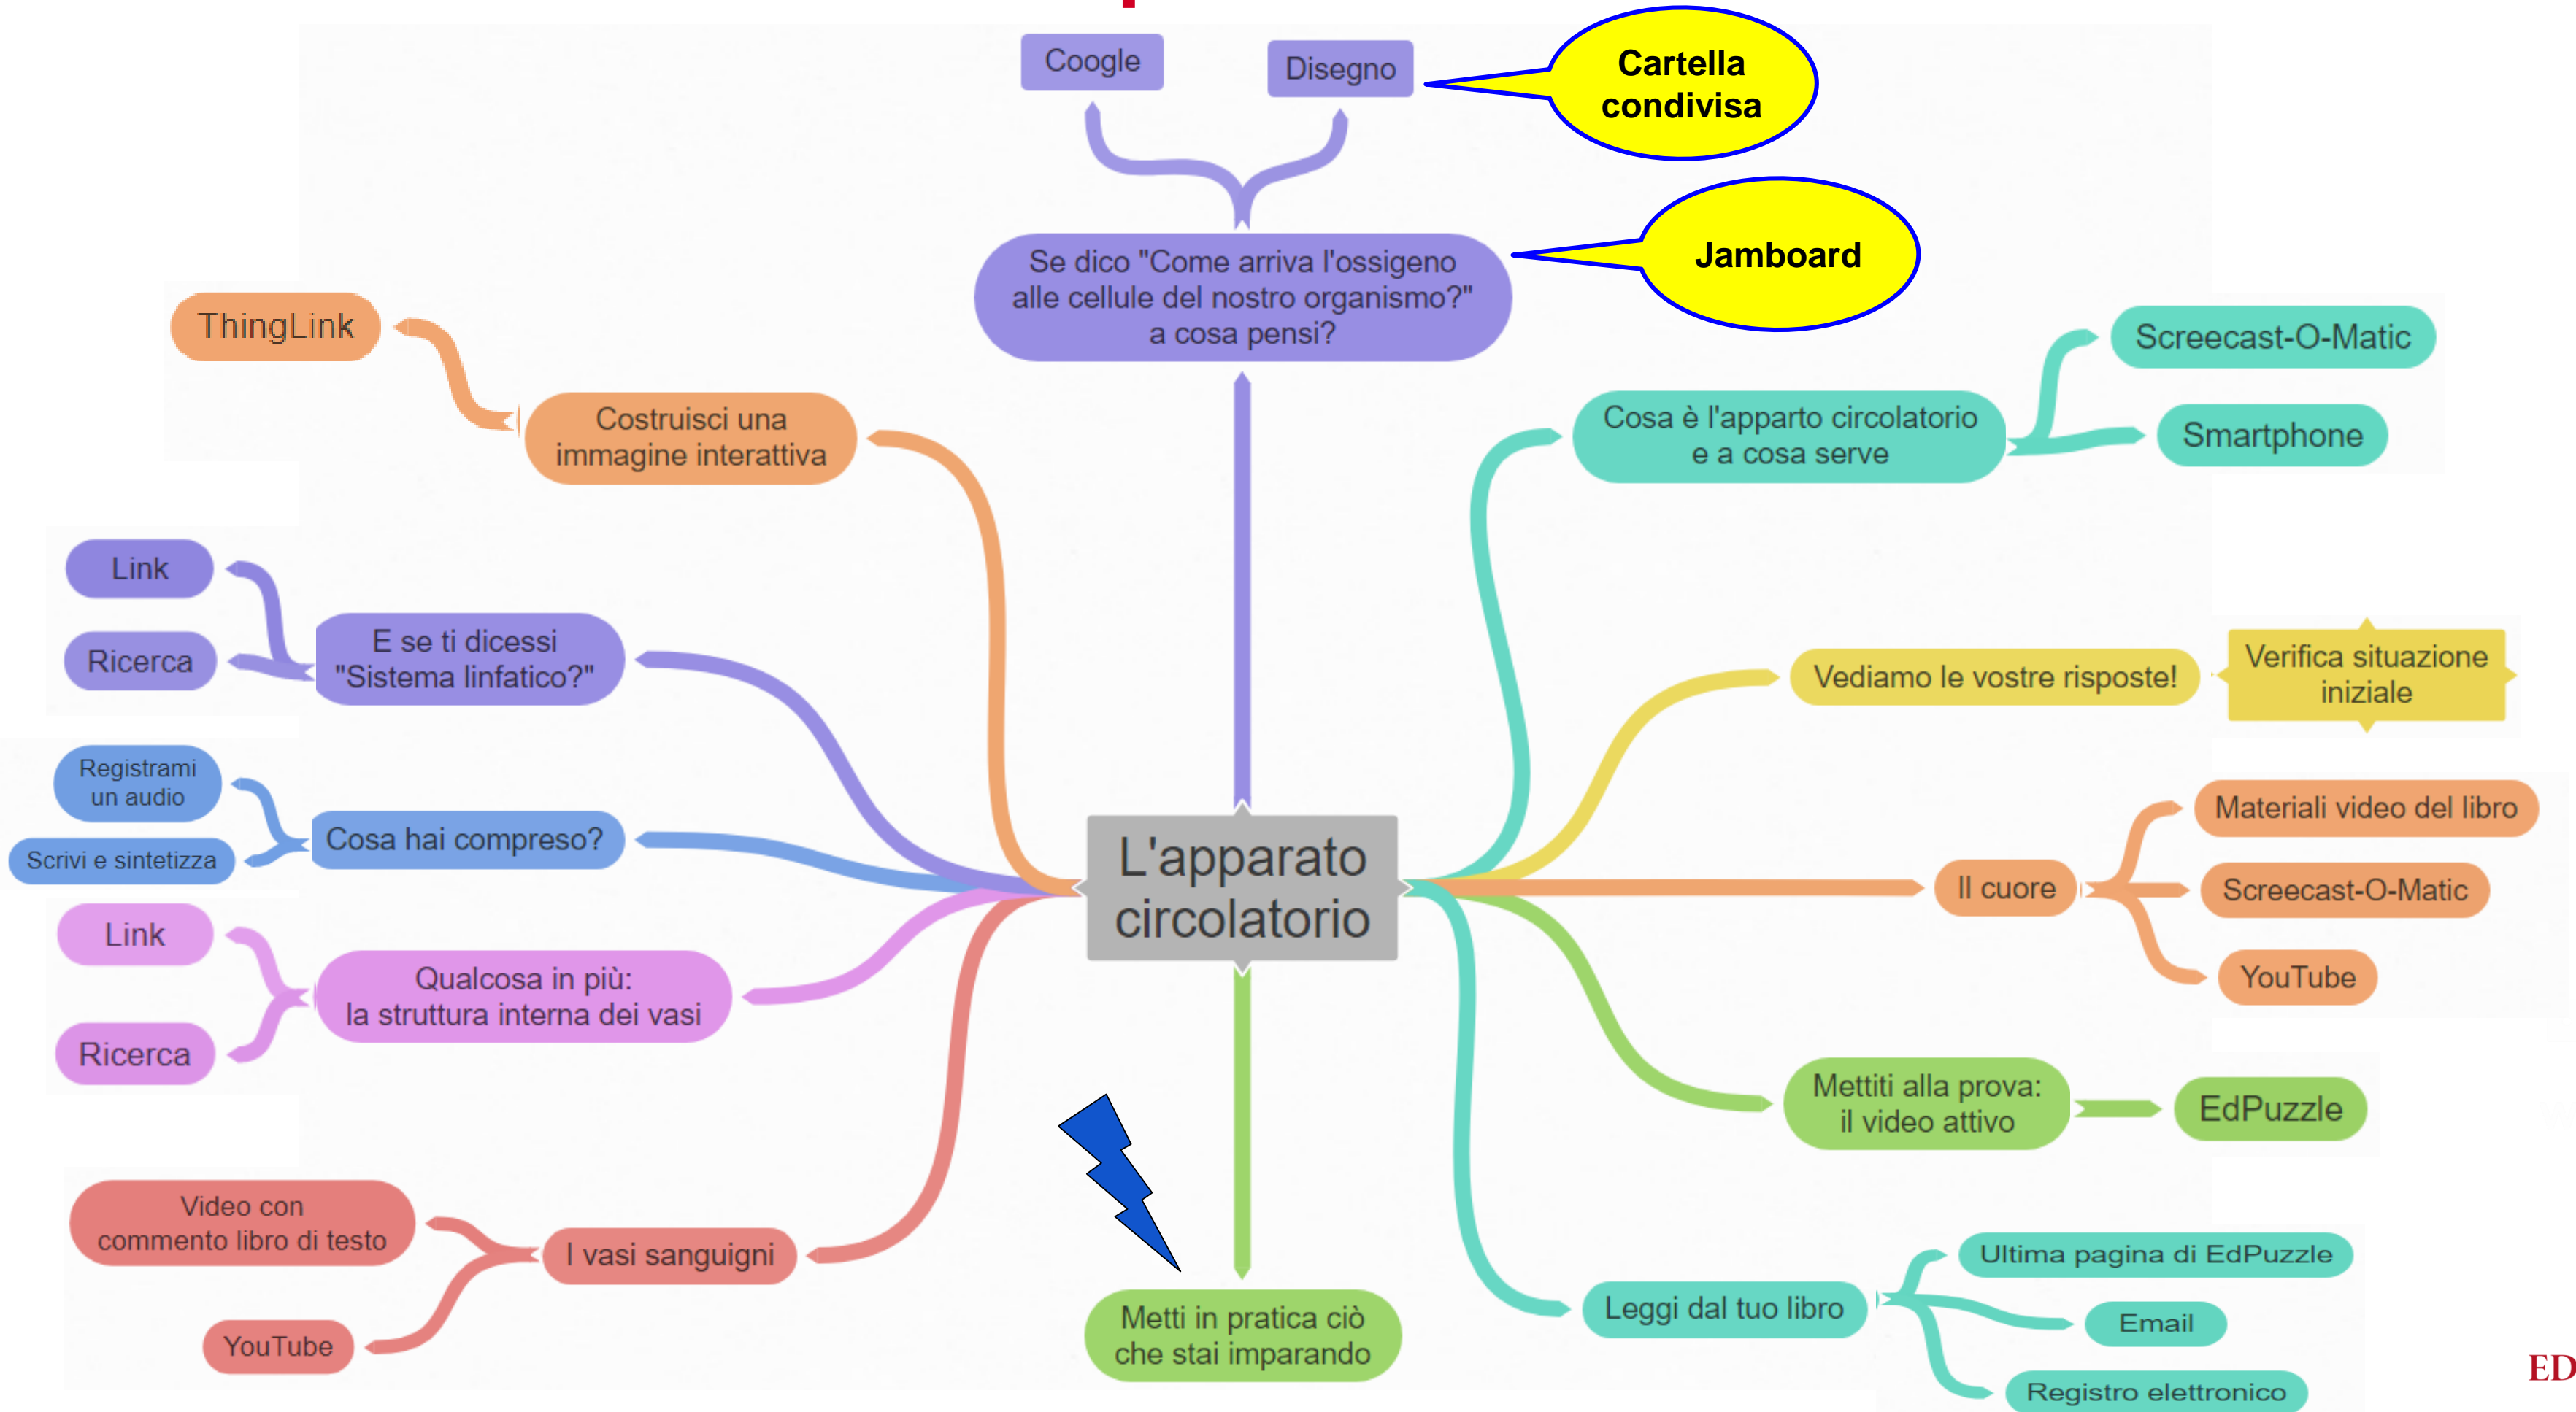 Coogle
Disegno
Cartella
condivisa
Se dico "Come arriva l'ossigeno
alle cellule del nostro organismo?"
a cosa pensi?
Jamboard
ThingLink
Costruisci una
immagine interattiva
Cosa è l'apparto circolatorio
e a cosa serve
Screecast-O-Matic
Smartphone
Link
Ricerca
E se ti dicessi
"Sistema linfatico?"
Vediamo le vostre risposte!
Verifica situazione
iniziale
Registrami
un audio
Scrivi e sintetizza
Cosa hai compreso?
L'apparato
circolatorio
Il cuore
Materiali video del libro
Screecast-O-Matic
YouTube
Link
Ricerca
Qualcosa in più:
la struttura interna dei vasi
Mettiti alla prova:
il video attivo
EdPuzzle
Video con
commento libro di testo
YouTube
I vasi sanguigni
Metti in pratica ciò
che stai imparando
Leggi dal tuo libro
Ultima pagina di EdPuzzle
Email
Registro elettronico
ED